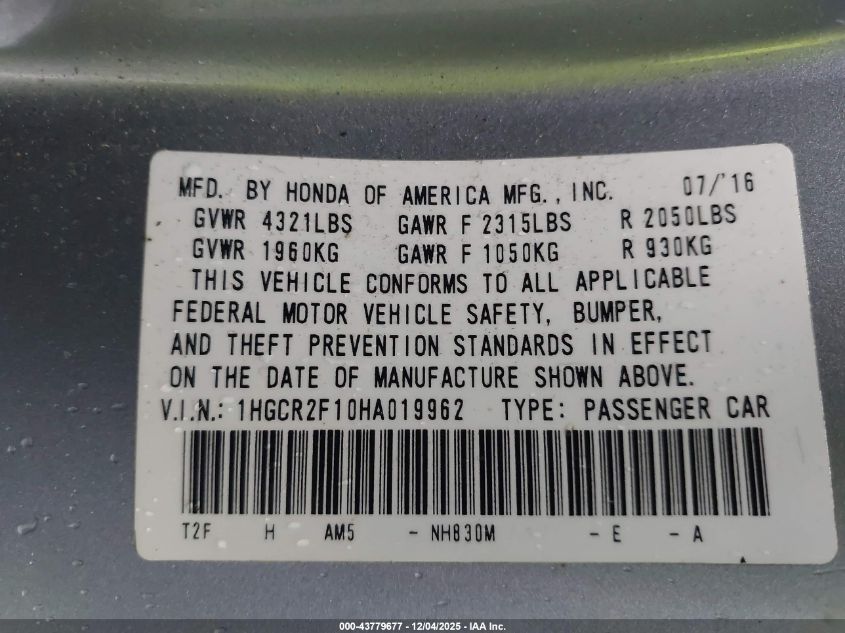 MFD. BY HONDA OF AMERICA MFG., INC. 07/'16
GVWR 4321LBS GAWR F 2315LBS R 2050LBS
GVWR 1960KG GAWR F 1050KG R 930KG
THIS VEHICLE CONFORMS TO ALL APPLICABLE
FEDERAL MOTOR VEHICLE SAFETY, BUMPER,
AND THEFT PREVENTION STANDARDS IN EFFECT
ON THE DATE OF MANUFACTURE SHOWN ABOVE.
V.I.N.: 1HGCR2F10HA019962 TYPE: PASSENGER CAR
T2F H AM5 - NH830M - E - A
000-43779677 - 12/04/2025 - IAA Inc.